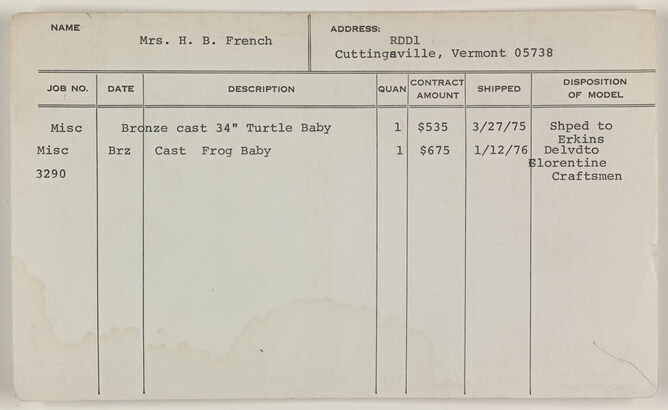 NAME
Mrs. H. B. French
ADDRESS:
RDD1
Cuttingsville, Vermont 05738
JOB NO. DATE DESCRIPTION QUAN CONTRACT AMOUNT SHIPPED DISPOSITION OF MODEL
Misc Bronze cast 34" Turtle Baby 1 $535 3/27/75 Shped to
Erkins
Misc Brz Cast Frog Baby 1 $675 1/12/76 Delvdto
3290 Florentine
Craftsmen